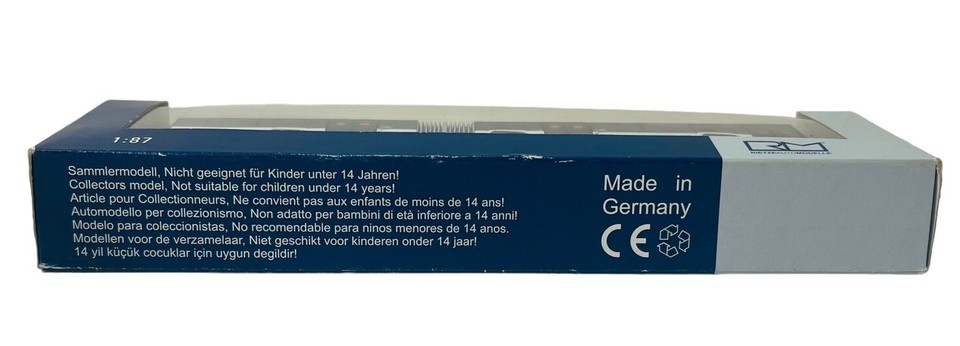 1:87
RM
RIETZE AUTOMODELLE
Sammlermodell, Nicht geeignet für Kinder unter 14 Jahren!
Collectors model, Not suitable for children under 14 years!
Article pour Collectionneurs, Ne convient pas aux enfants de moins de 14 ans!
Automodello per collezionismo, Non adatto per bambini di età inferiore a 14 anni!
Modelo para coleccionistas, No recomendable para ninos menores de 14 anos.
Modellen voor de verzamelaar, Niet geschikt voor kinderen onder 14 jaar!
14 yil küçük cocuklar için uygun degildir!
Made in
Germany
CE